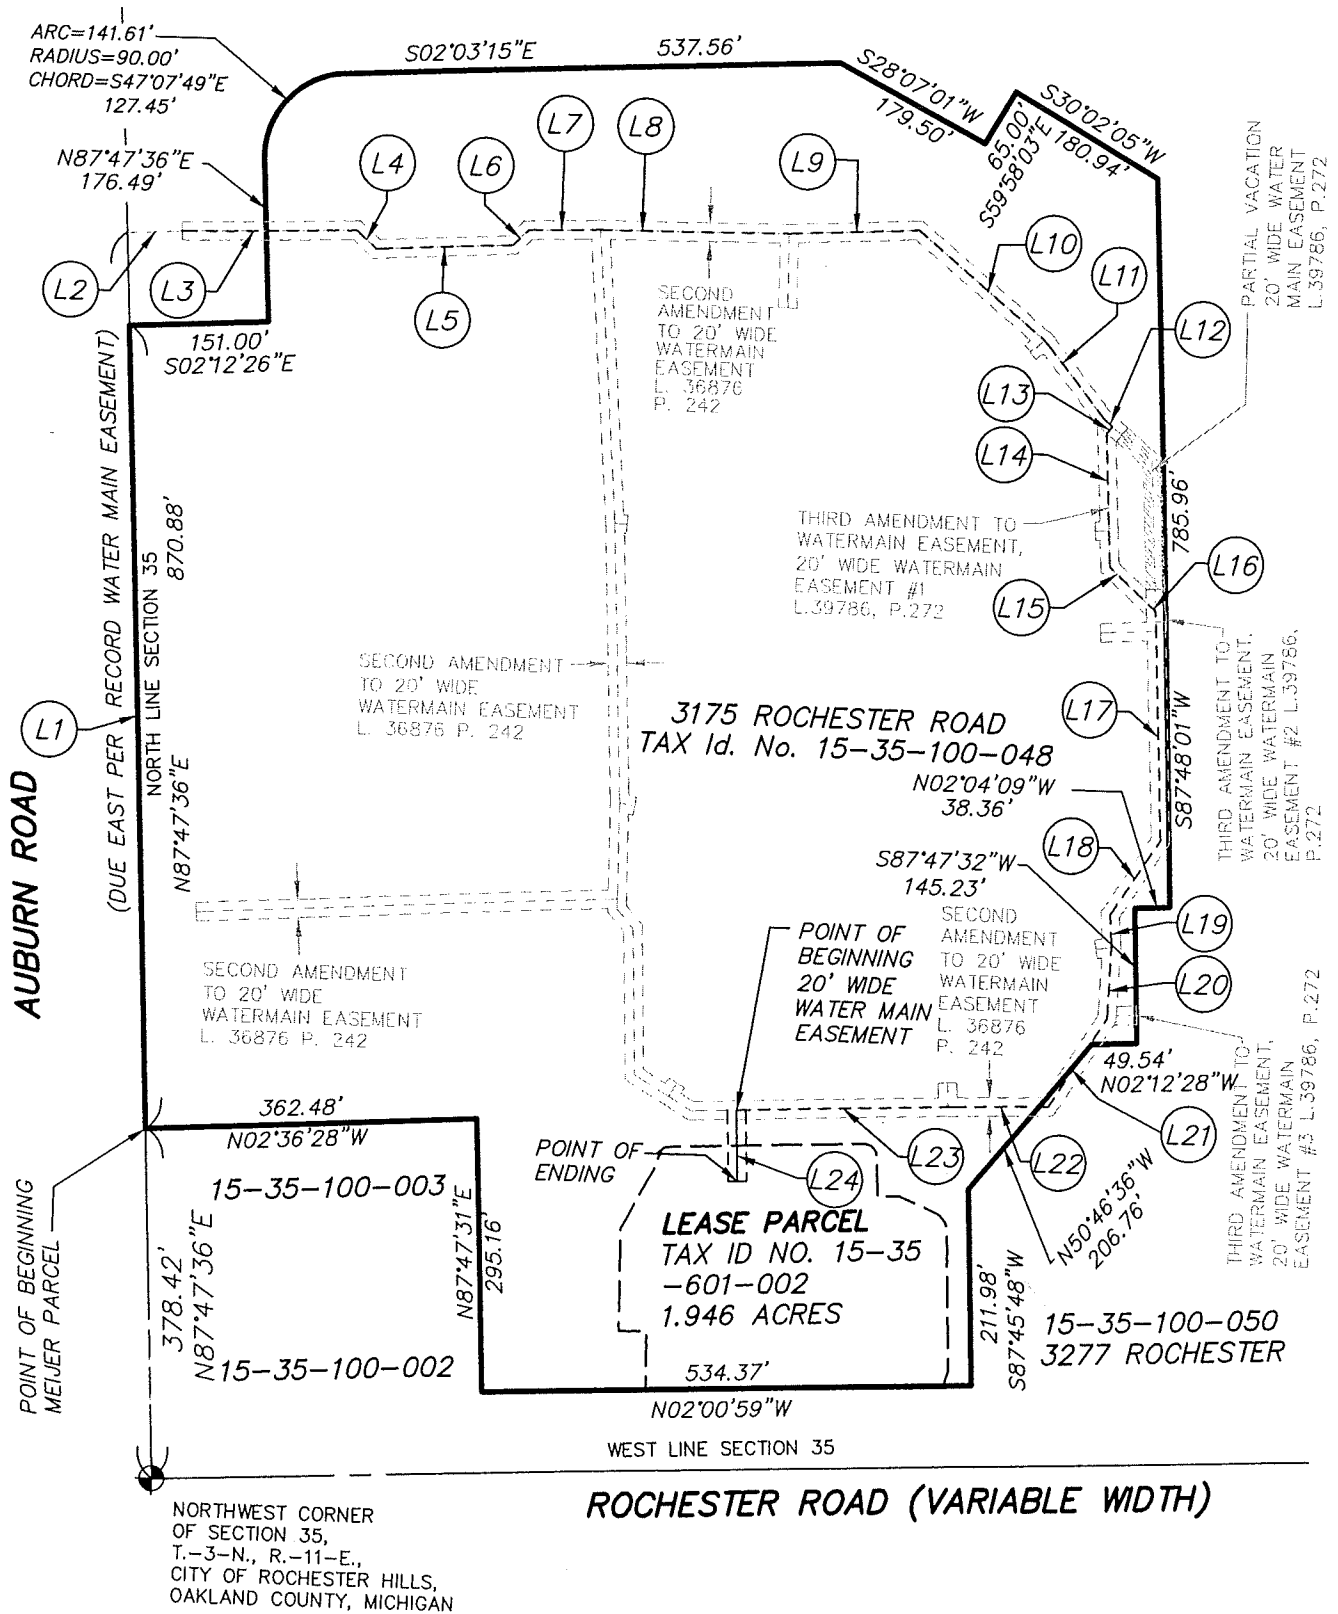 ARC=141.61'
RADIUS=90.00'
CHORD=S47°07'49"E
127.45'
S02°03'15"E
537.56'
S28°07'01"W
179.50'
65.00'
S59°58'03"E
S30°02'05"W
180.94'
N87°47'36"E
176.49'
L2
L3
L4
L5
L6
L7
L8
L9
L10
L11
L12
L13
L14
L15
L16
L17
L18
L19
L20
L21
L22
L23
L24
L1
PARTIAL VACATION
20' WIDE WATER
MAIN EASEMENT
L.39786, P.272
151.00'
S02°12'26"E
SECOND
AMENDMENT
TO 20' WIDE
WATERMAIN
EASEMENT
L. 36876
P. 242
(DUE EAST PER RECORD WATER MAIN EASEMENT)
NORTH LINE SECTION 35
870.88'
N87°47'36"E
AUBURN ROAD
THIRD AMENDMENT TO
WATERMAIN EASEMENT,
20' WIDE WATERMAIN
EASEMENT #1
L.39786, P.272
785.96'
S87°48'01"W
THIRD AMENDMENT TO
WATERMAIN EASEMENT,
20' WIDE WATERMAIN
EASEMENT #2 L.39786,
P.272
SECOND AMENDMENT
TO 20' WIDE
WATERMAIN EASEMENT
L. 36876 P. 242
3175 ROCHESTER ROAD
TAX Id. No. 15-35-100-048
N02°04'09"W
38.36'
S87°47'32"W
145.23'
SECOND AMENDMENT
TO 20' WIDE
WATERMAIN EASEMENT
L. 36876 P. 242
POINT OF
BEGINNING
20' WIDE
WATER MAIN
EASEMENT
SECOND
AMENDMENT
TO 20' WIDE
WATERMAIN
EASEMENT
L. 36876
P. 242
49.54'
N02°12'28"W
THIRD AMENDMENT TO
WATERMAIN EASEMENT,
20' WIDE WATERMAIN
EASEMENT #3 L.39786, P.272
362.48'
N02°36'28"W
POINT OF
ENDING
15-35-100-003
N87°47'31"E
295.16'
LEASE PARCEL
TAX ID NO. 15-35
-601-002
1.946 ACRES
N50°46'36"W
206.76'
211.98'
S87°45'48"W
15-35-100-050
3277 ROCHESTER
POINT OF BEGINNING
MEIJER PARCEL
378.42'
N87°47'36"E
15-35-100-002
534.37'
N02°00'59"W
WEST LINE SECTION 35
ROCHESTER ROAD (VARIABLE WIDTH)
NORTHWEST CORNER
OF SECTION 35,
T.-3-N., R.-11-E.,
CITY OF ROCHESTER HILLS,
OAKLAND COUNTY, MICHIGAN